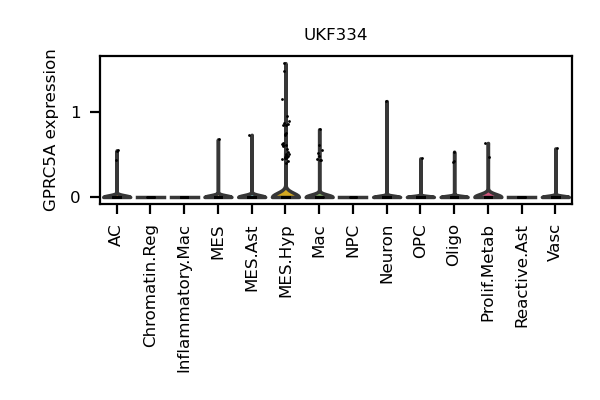 UKF334
GPRC5A expression
1
0
AC
Chromatin.Reg
Inflammatory.Mac
MES
MES.Ast
MES.Hyp
Mac
NPC
Neuron
OPC
Oligo
Prolif.Metab
Reactive.Ast
Vasc